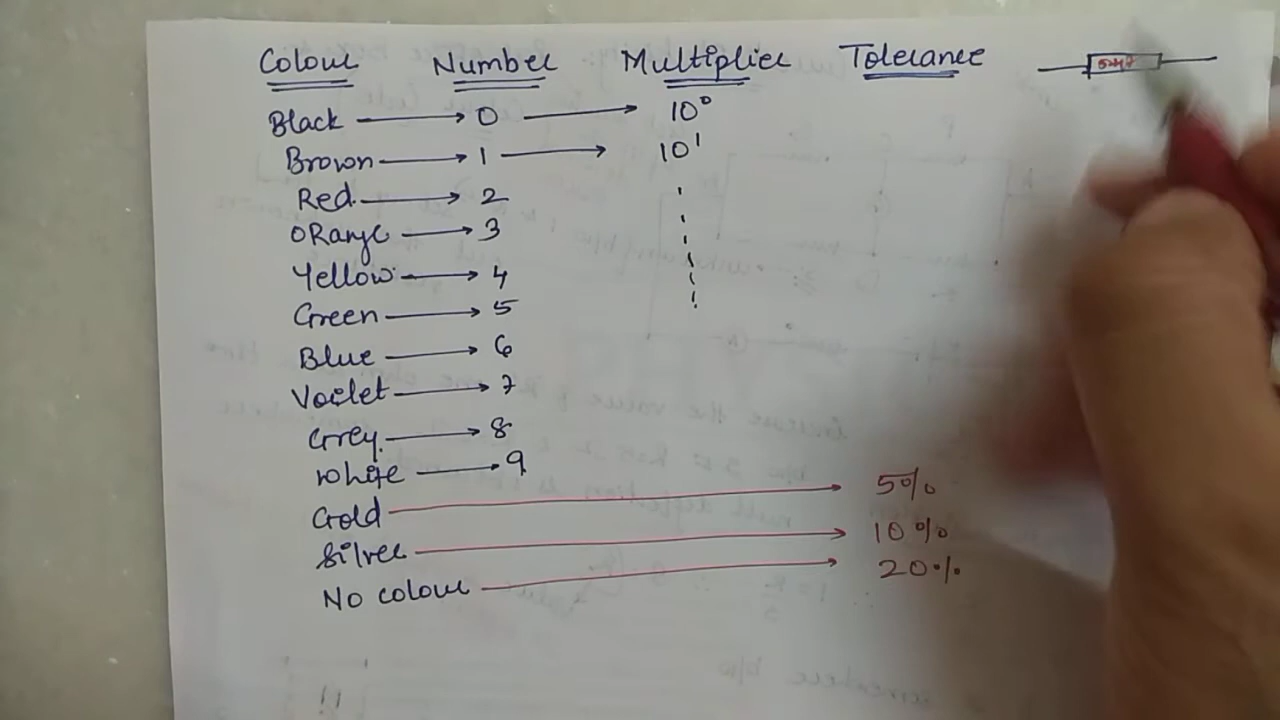 Colour Number Multiplier Tolerance
Black → 0 → 10⁰
Brown → 1 → 10¹
Red → 2
ORange → 3
Yellow → 4
Green → 5
Blue → 6
Voilet → 7
Grey → 8
White → 9
Gold → 5%
Silver → 10%
No colour → 20%